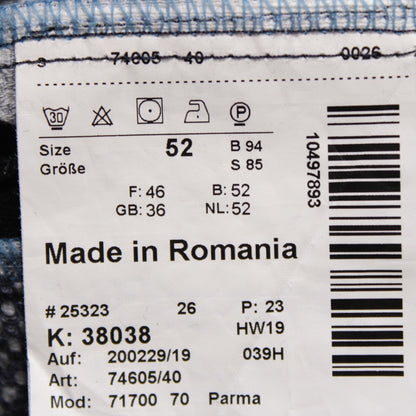 s 74605 40 0026
30 P
Size 52 B 94
Größe S 85
F: 46 B: 52
GB: 36 NL: 52
Made in Romania
# 25323 26 P: 23
K: 38038 HW19
Auf: 200229/19 039H
Art: 74605/40
Mod: 71700 70 Parma
10497893